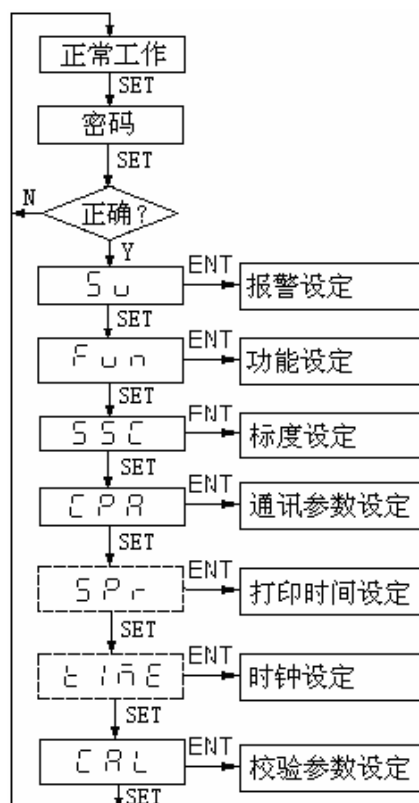 正常工作
SET
密码
SET
N
正确?
Y
Su ENT 报警设定
SET
Fun ENT 功能设定
SET
SSC ENT 标度设定
SET
CPA ENT 通讯参数设定
SET
SPr ENT 打印时间设定
SET
tIME ENT 时钟设定
SET
CAL ENT 校验参数设定
SET